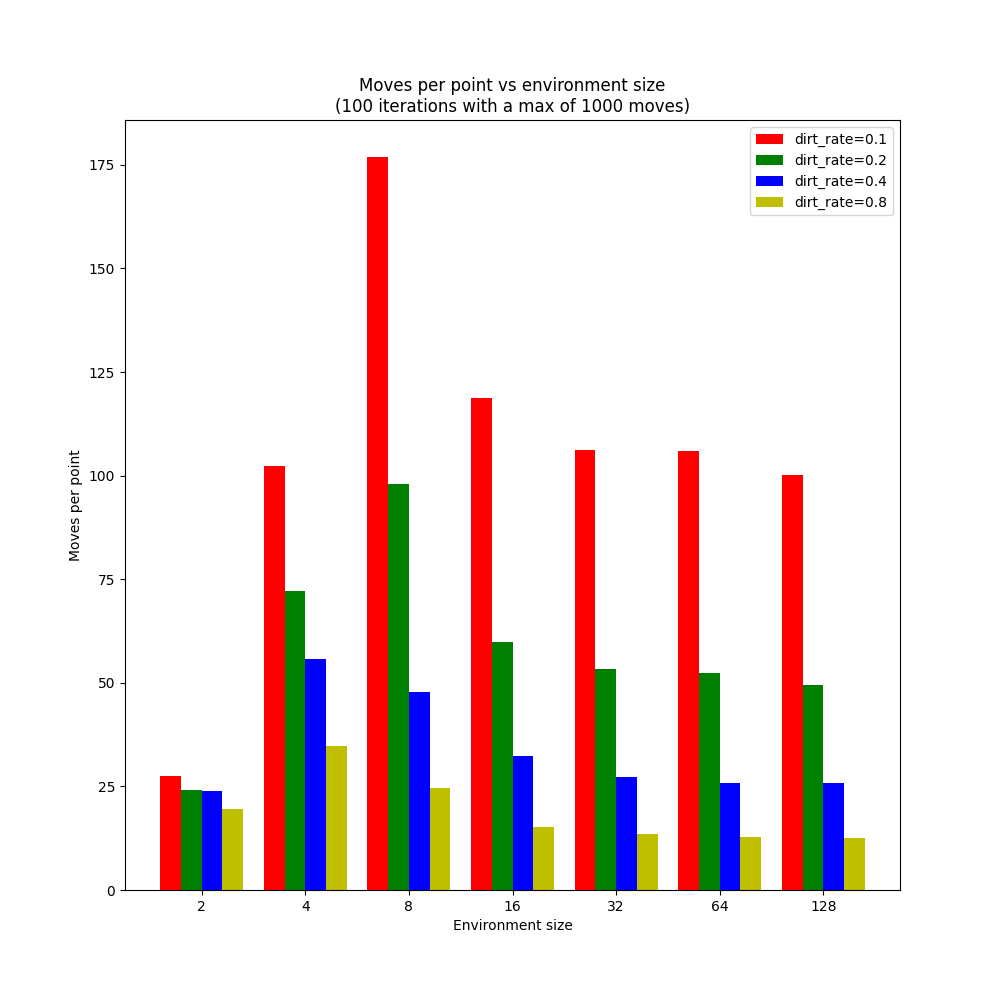 Moves per point vs environment size
(100 iterations with a max of 1000 moves)
dirt_rate=0.1
dirt_rate=0.2
dirt_rate=0.4
dirt_rate=0.8
175
150
125
100
75
50
25
0
Moves per point
2 4 8 16 32 64 128
Environment size